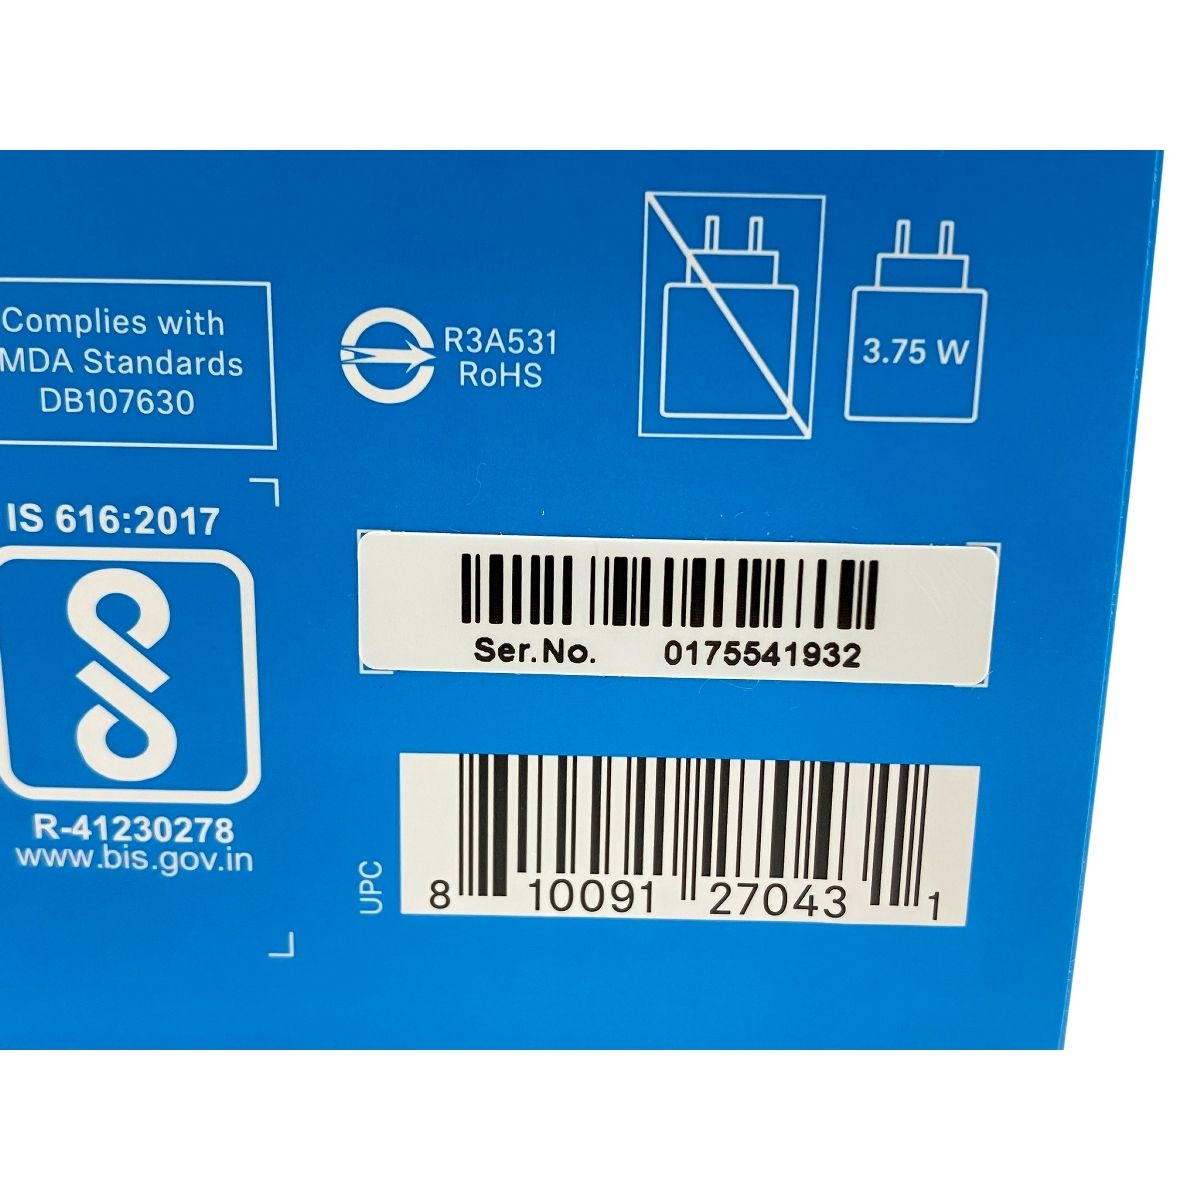 Complies with
MDA Standards
DB107630
R3A531
RoHS
3.75 W
IS 616:2017
R-41230278
www.bis.gov.in
Ser.No. 0175541932
UPC
8 10091 27043 1